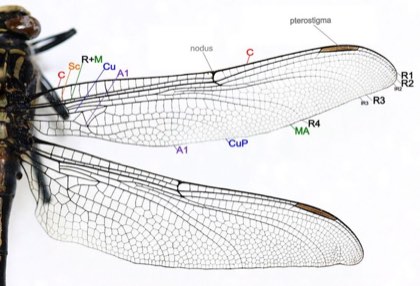 pterostigma
nodus
C
R+M
Sc
Cu
C
A1
R1
R2
IR2
IR3
R3
R4
MA
CuP
A1